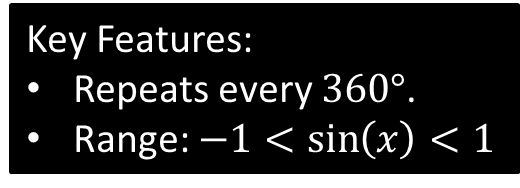 Key Features:
• Repeats every 360°.
• Range: −1 < sin(x) < 1